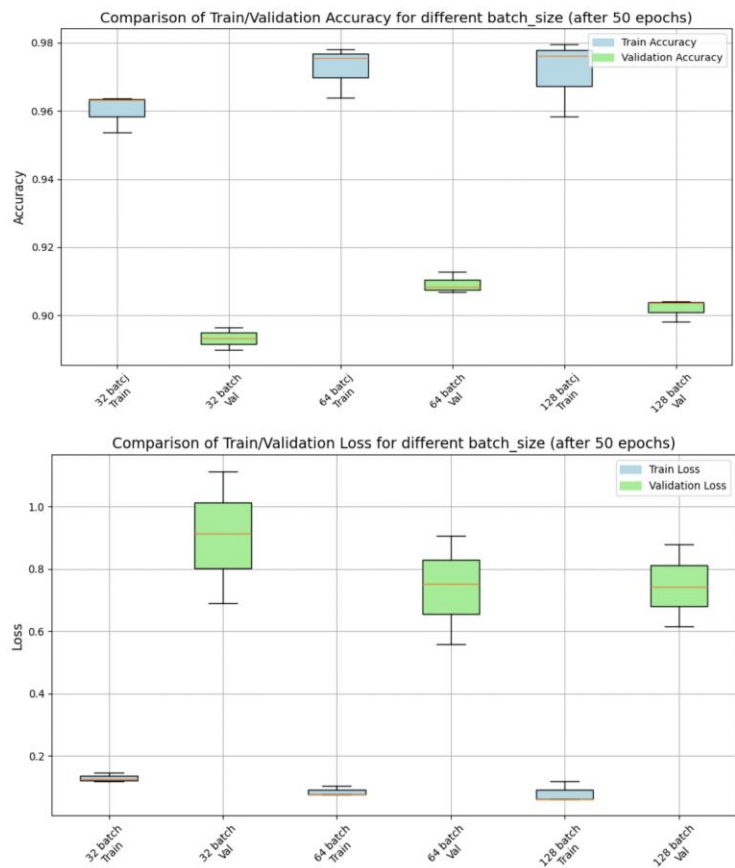 Comparison of Train/Validation Accuracy for different batch_size (after 50 epochs)
Train Accuracy
Validation Accuracy
0.98
0.96
0.94
0.92
0.90
Accuracy
32 batcj
Train
32 batch
Val
64 batcj
Train
64 batch
Val
128 batcj
Train
128 batch
Val
Comparison of Train/Validation Loss for different batch_size (after 50 epochs)
Train Loss
Validation Loss
1.0
0.8
0.6
0.4
0.2
Loss
32 batch
Train
32 batch
Val
64 batch
Train
64 batch
Val
128 batch
Train
128 batch
Val